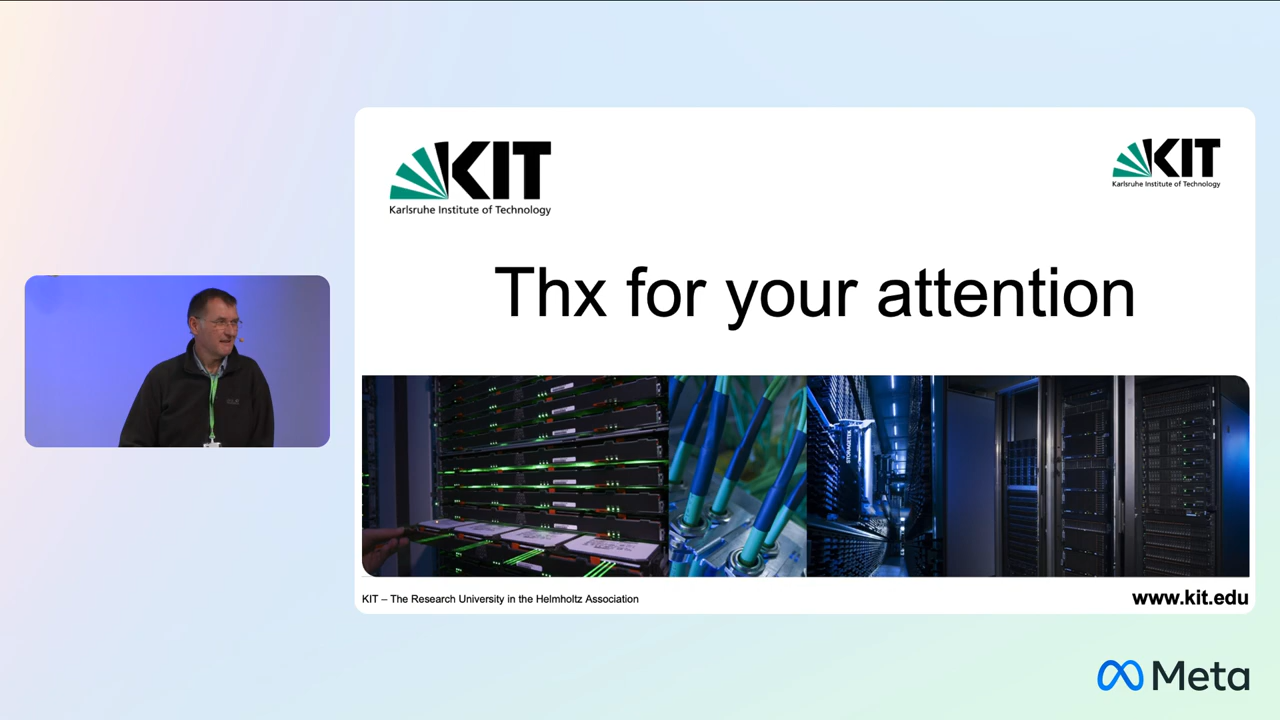 KIT
Karlsruhe Institute of Technology
KIT
Karlsruhe Institute of Technology
Thx for your attention
STORAGETEK
KIT – The Research University in the Helmholtz Association
www.kit.edu
Meta